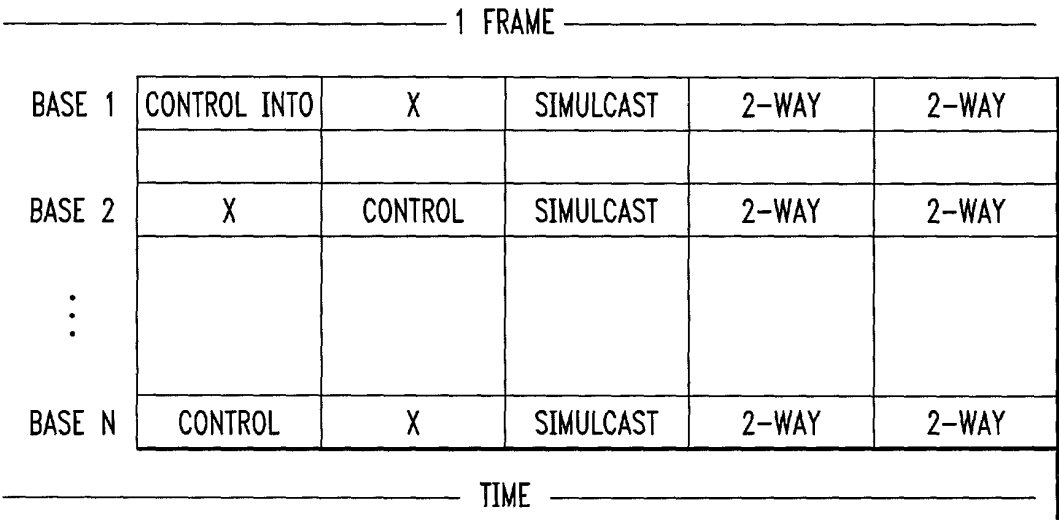 1 FRAME
BASE 1 CONTROL INTO X SIMULCAST 2-WAY 2-WAY
BASE 2 X CONTROL SIMULCAST 2-WAY 2-WAY
BASE N CONTROL X SIMULCAST 2-WAY 2-WAY
TIME